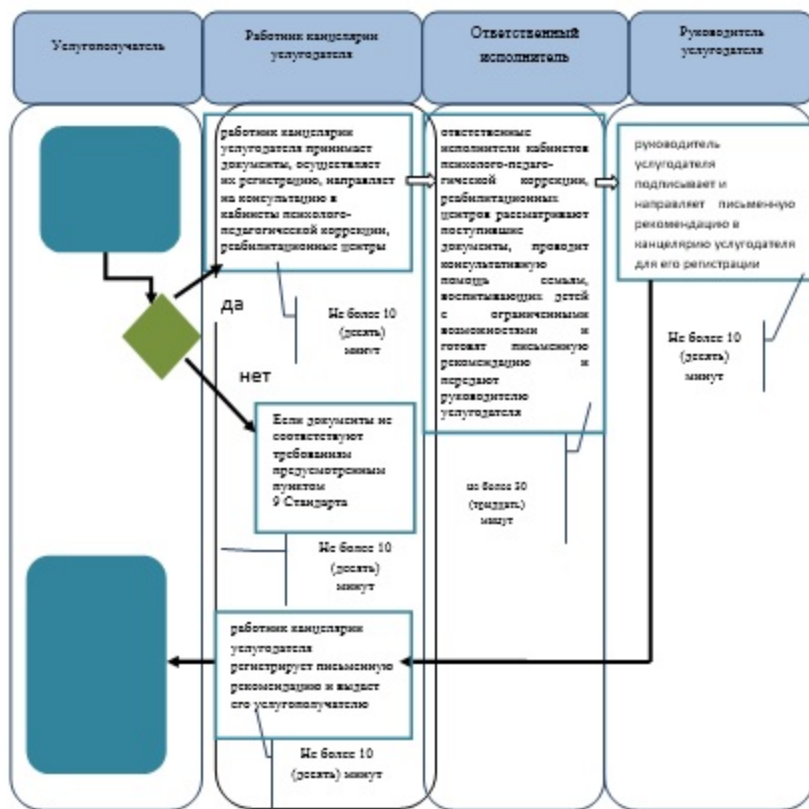 Услугополучатель
Работник канцелярии
услугодателя
Ответственный
исполнитель
Руководитель
услугодателя
работник канцелярии
услугодателя принимает
документы, осуществляет
их регистрацию, направляет
на консультацию в
кабинеты психолого-
педагогической коррекции,
реабилитационные центры
да
Не более 10
(десять)
минут
нет
Если документы не
соответствуют
требованиям
предусмотренным
пунктом
9 Стандарта
Не более 10
(десять)
минут
работник канцелярии
услугодателя
регистрирует письменную
рекомендацию и выдает
его услугополучателю
Не более 10
(десять) минут
ответственные
исполнители кабинетов
психолого-педаго-
гической коррекции,
реабилитационных
центров рассматривают
поступившие
документы, проводит
консультативную
помощь семьям,
воспитывающих детей
с ограниченными
возможностями и
готовят письменную
рекомендацию и
передают
руководителю
услугодателя
не более 30
(тридцать)
минут
руководитель
услугодателя
подписывает и
направляет письменную
рекомендацию в
канцелярию услугодателя
для его регистрации
Не более 10
(десять)
минут